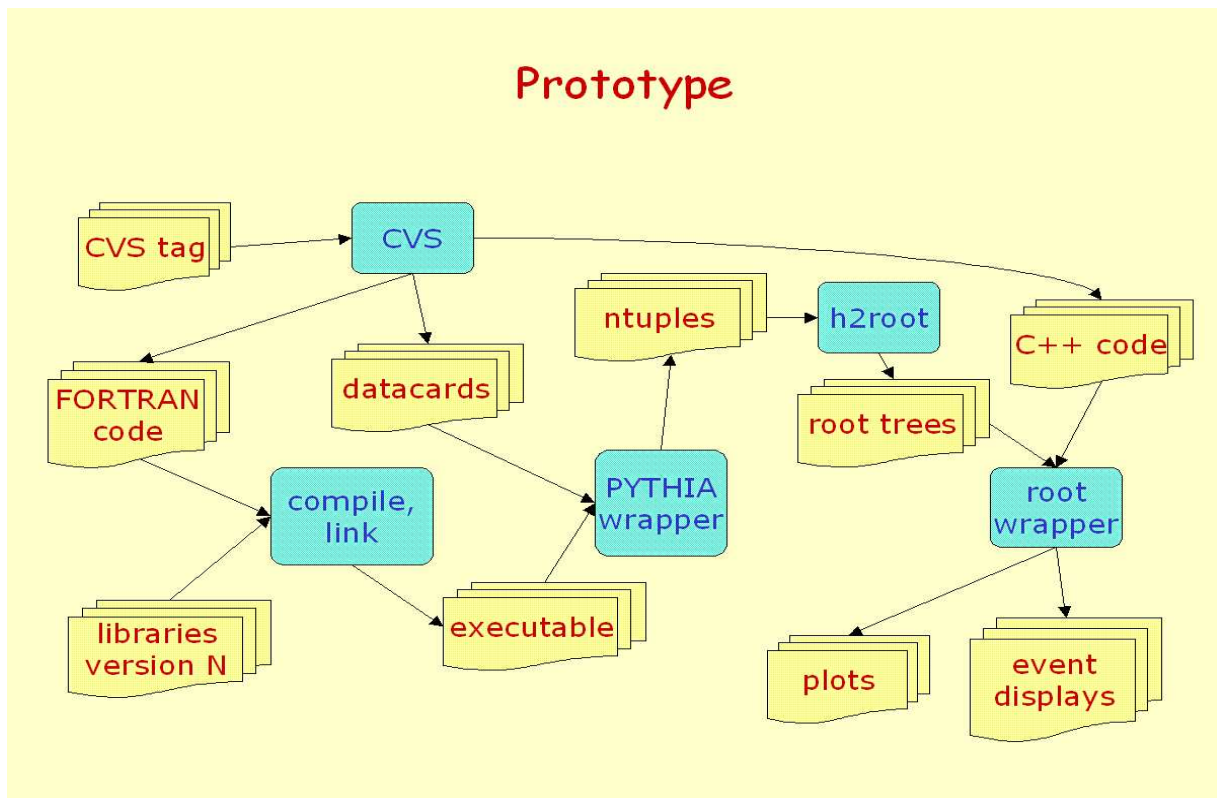 Prototype
CVS tag
CVS
ntuples
h2root
C++ code
FORTRAN
code
datacards
root trees
compile,
link
PYTHIA
wrapper
root
wrapper
libraries
version N
executable
plots
event
displays